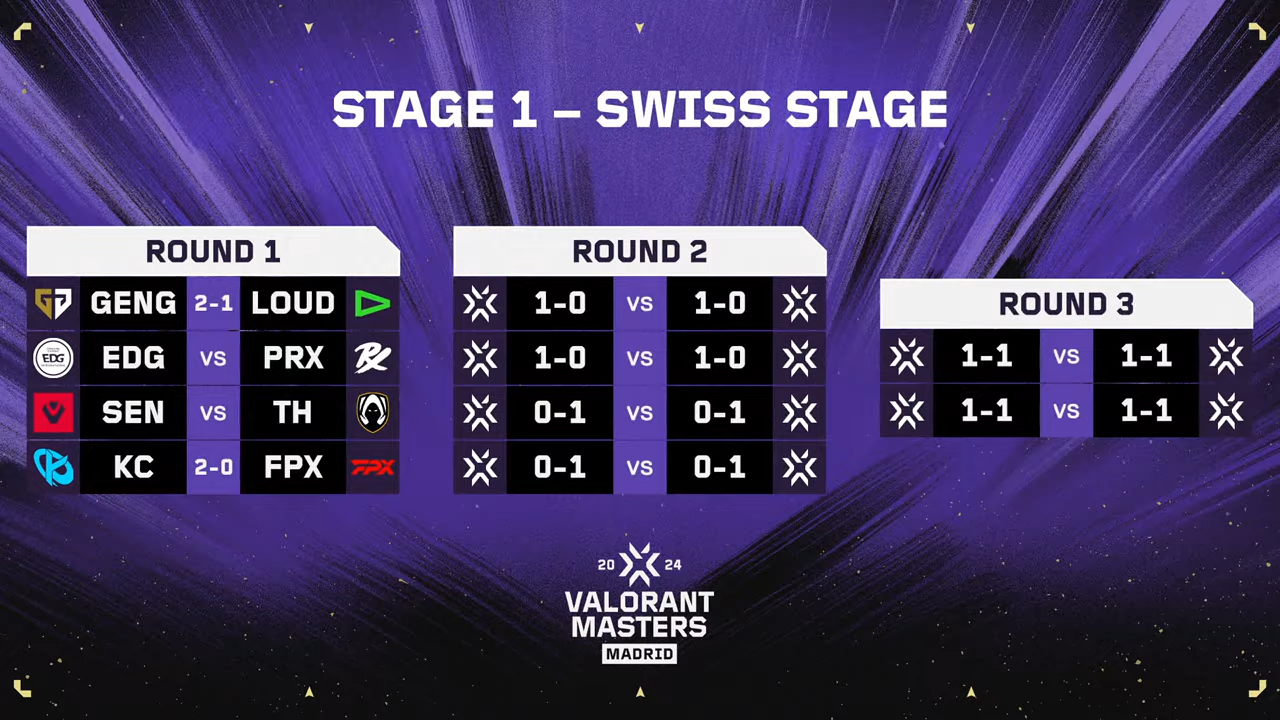 STAGE 1 – SWISS STAGE
ROUND 1
GENG 2-1 LOUD
EDG EDG VS PRX
SEN VS TH
KC 2-0 FPX FPX
ROUND 2
1-0 VS 1-0
1-0 VS 1-0
0-1 VS 0-1
0-1 VS 0-1
ROUND 3
1-1 VS 1-1
1-1 VS 1-1
20 24
VALORANT
MASTERS
MADRID